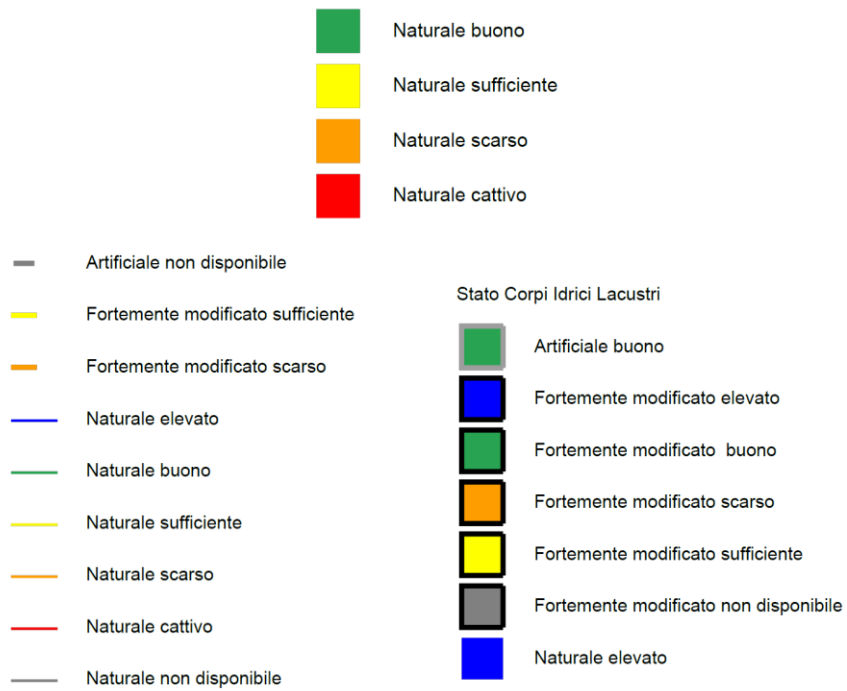 Naturale buono
Naturale sufficiente
Naturale scarso
Naturale cattivo
Artificiale non disponibile
Fortemente modificato sufficiente
Fortemente modificato scarso
Naturale elevato
Naturale buono
Naturale sufficiente
Naturale scarso
Naturale cattivo
Naturale non disponibile
Stato Corpi Idrici Lacustri
Artificiale buono
Fortemente modificato elevato
Fortemente modificato  buono
Fortemente modificato scarso
Fortemente modificato sufficiente
Fortemente modificato non disponibile
Naturale elevato